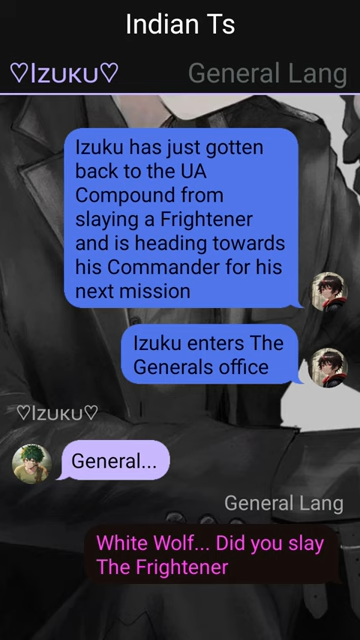 Indian Ts
♡Izuku♡ General Lang
Izuku has just gotten
back to the UA
Compound from
slaying a Frightener
and is heading towards
his Commander for his
next mission
Izuku enters The
Generals office
♡Izuku♡
General...
General Lang
White Wolf... Did you slay
The Frightener